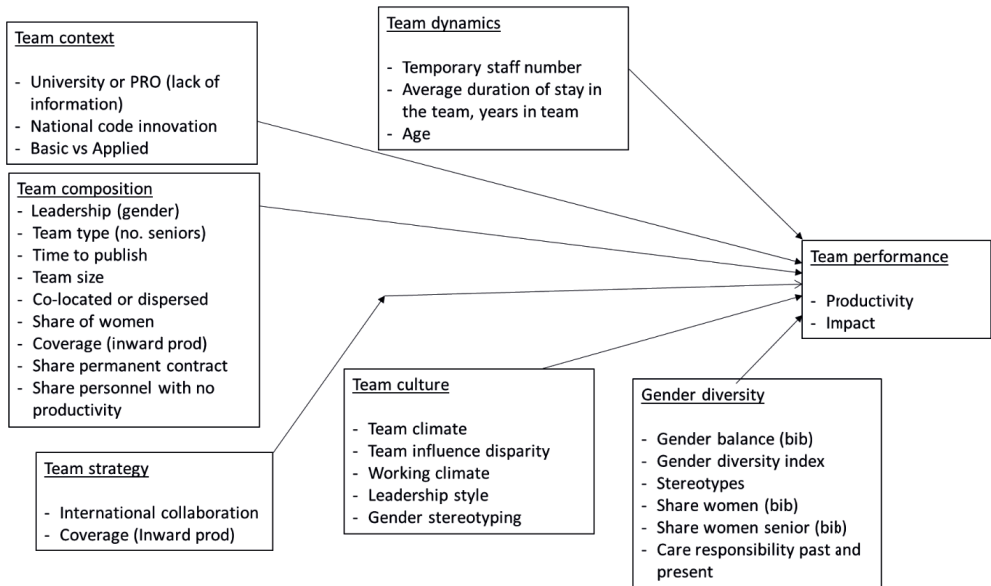 Team context
- University or PRO (lack of
information)
- National code innovation
- Basic vs Applied
Team dynamics
- Temporary staff number
- Average duration of stay in
the team, years in team
- Age
Team composition
- Leadership (gender)
- Team type (no. seniors)
- Time to publish
- Team size
- Co-located or dispersed
- Share of women
- Coverage (inward prod)
- Share permanent contract
- Share personnel with no
productivity
Team performance
- Productivity
- Impact
Team strategy
- International collaboration
- Coverage (Inward prod)
Team culture
- Team climate
- Team influence disparity
- Working climate
- Leadership style
- Gender stereotyping
Gender diversity
- Gender balance (bib)
- Gender diversity index
- Stereotypes
- Share women (bib)
- Share women senior (bib)
- Care responsibility past and
present